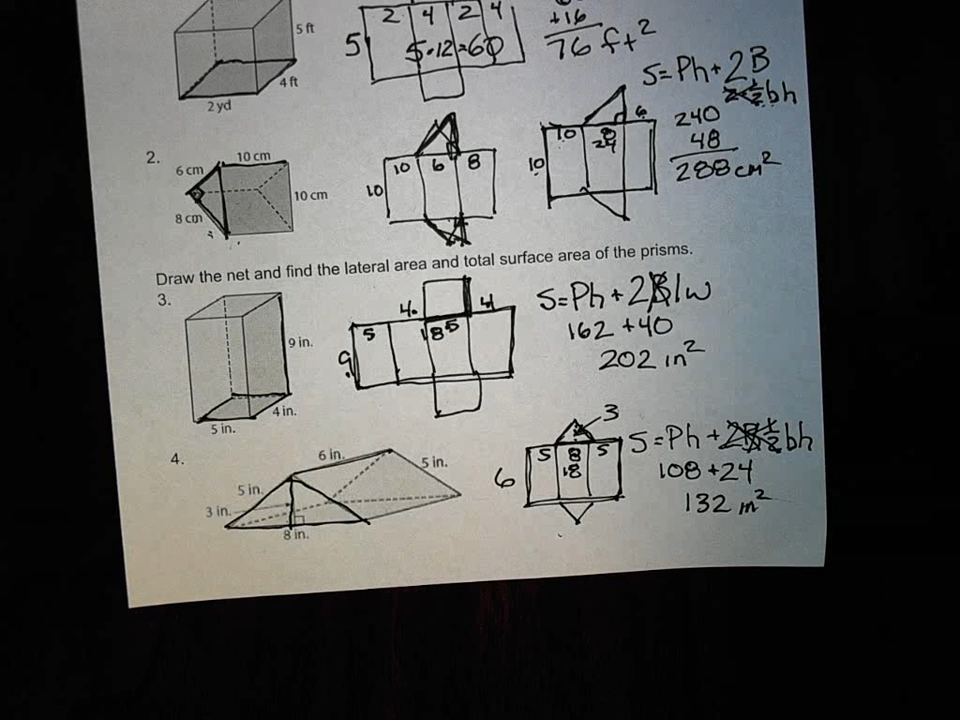 5 ft
4 ft
2 yd
2 4 2 4
5 5·12=60
+16
76 ft²
S=Ph+2B
bh
2.
6 cm
10 cm
10 cm
8 cm
10 6 8
10
10 8 6
24
10
240
48
288 cm²
Draw the net and find the lateral area and total surface area of the prisms.
3.
9 in.
4 in.
5 in.
4. 4
5 18 5
9
S=Ph+2lw
162 +40
202 in²
4.
6 in.
5 in.
5 in.
3 in.
8 in.
3
5 8 5
18
6
S=Ph+bh
108 +24
132 in²